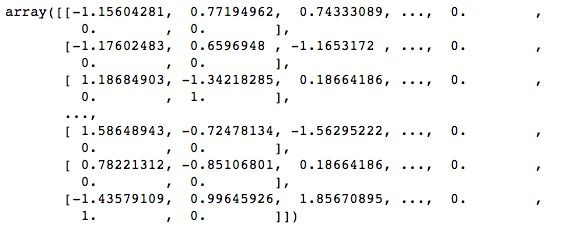 array([[-1.15604281,  0.77194962,  0.74333089, ...,  0.        ,
         0.        ,  0.        ],
       [-1.17602483,  0.6596948 , -1.1653172 , ...,  0.        ,
         0.        ,  0.        ],
       [ 1.18684903, -1.34218285,  0.18664186, ...,  0.        ,
         0.        ,  1.        ],
       ...,
       [ 1.58648943, -0.72478134, -1.56295222, ...,  0.        ,
         0.        ,  0.        ],
       [ 0.78221312, -0.85106801,  0.18664186, ...,  0.        ,
         0.        ,  0.        ],
       [-1.43579109,  0.99645926,  1.85670895, ...,  0.        ,
         1.        ,  0.        ]])